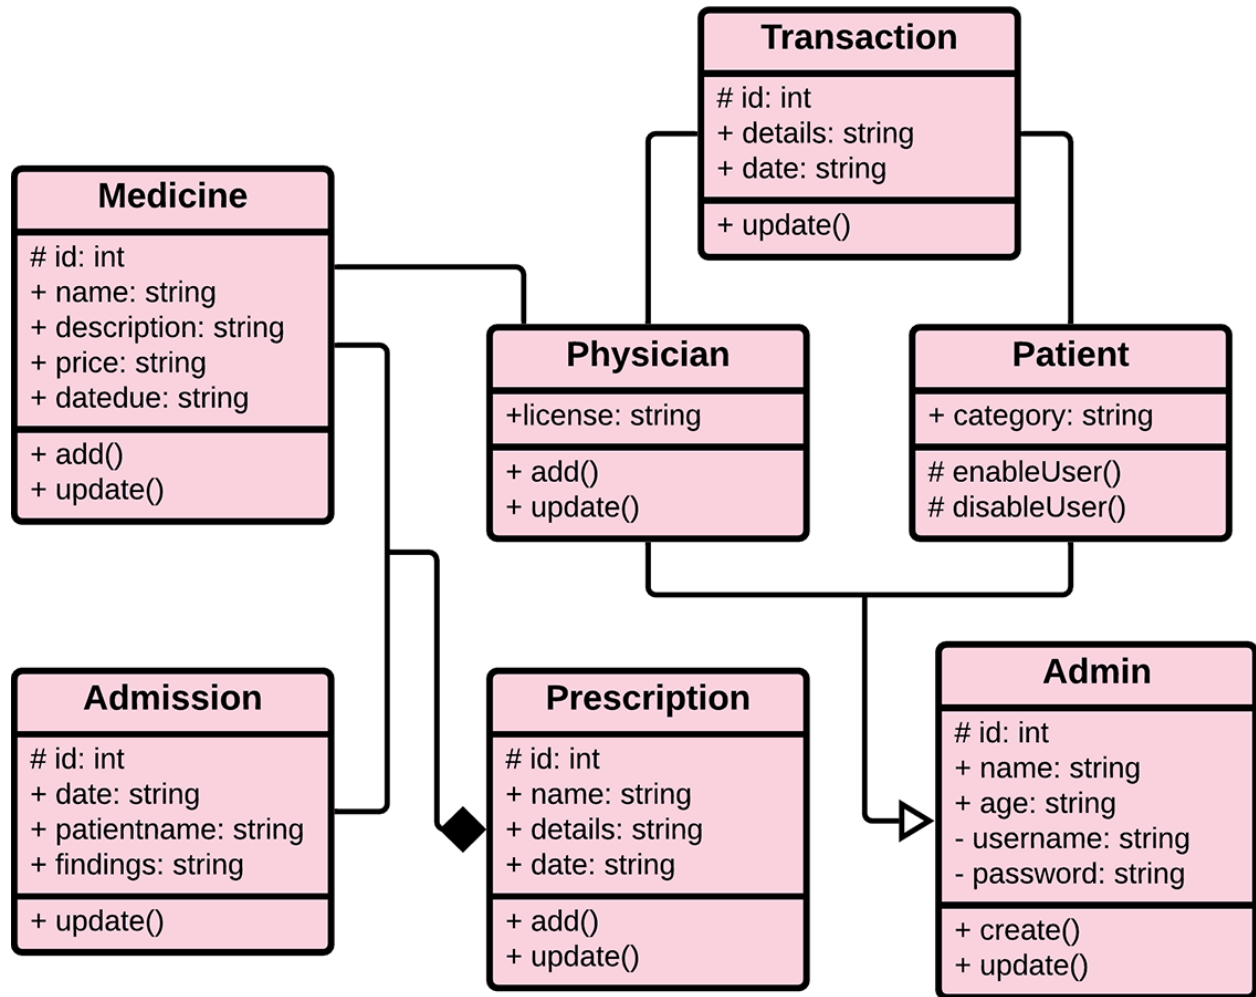 Transaction
# id: int
+ details: string
+ date: string
+ update()
Medicine
# id: int
+ name: string
+ description: string
+ price: string
+ datedue: string
+ add()
+ update()
Physician
+license: string
+ add()
+ update()
Patient
+ category: string
# enableUser()
# disableUser()
Admission
# id: int
+ date: string
+ patientname: string
+ findings: string
+ update()
Prescription
# id: int
+ name: string
+ details: string
+ date: string
+ add()
+ update()
Admin
# id: int
+ name: string
+ age: string
- username: string
- password: string
+ create()
+ update()